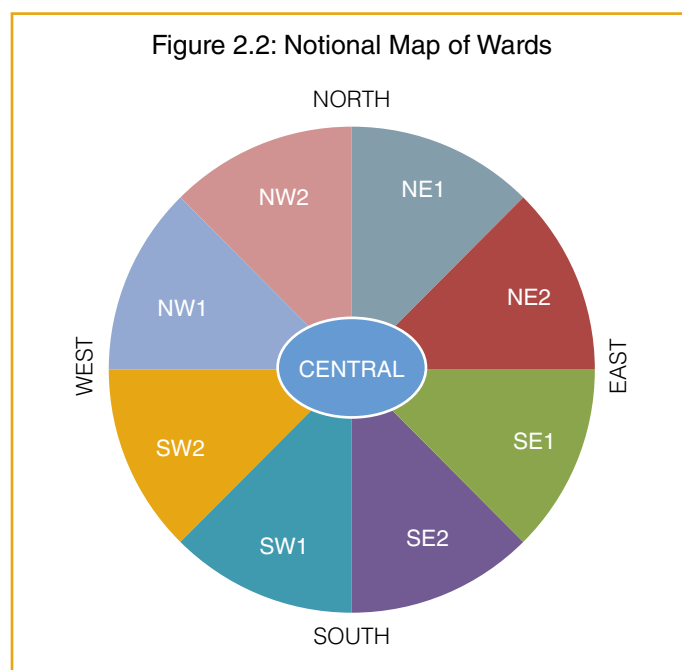 Figure 2.2: Notional Map of Wards
NORTH
NW2
NE1
NW1
NE2
WEST
CENTRAL
EAST
SW2
SE1
SW1
SE2
SOUTH